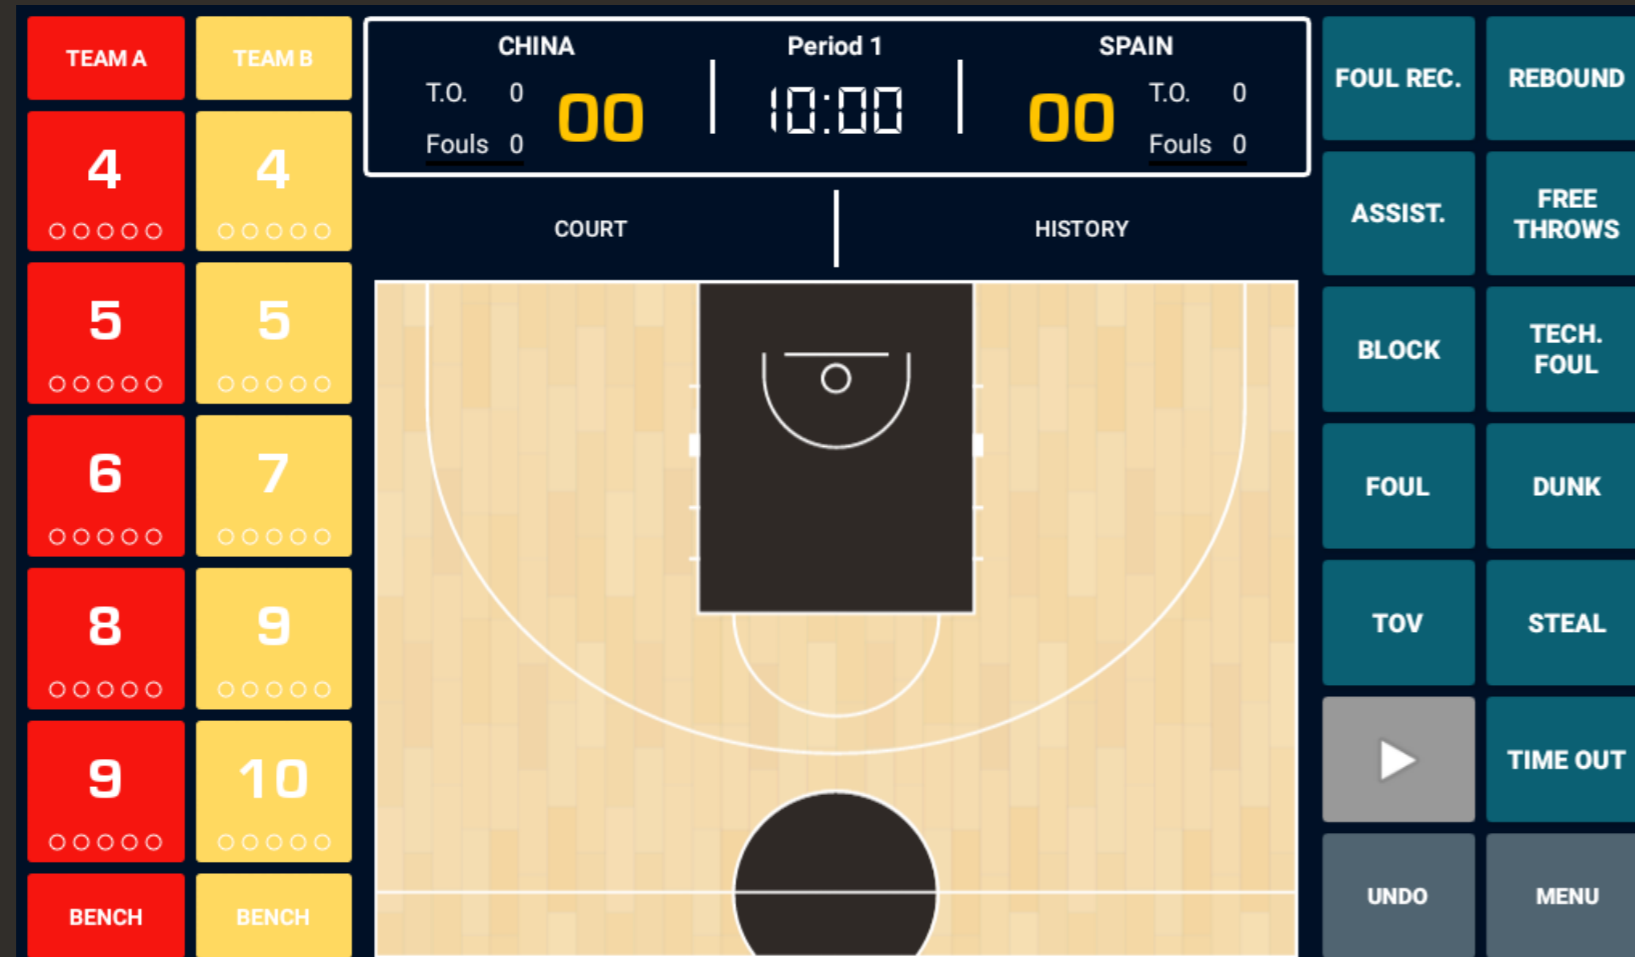 TEAM A
TEAM B
4
4
5
5
6
7
8
9
9
10
BENCH
BENCH
CHINA
Period 1
SPAIN
T.O. 0
00
10:00
00
T.O. 0
Fouls 0
Fouls 0
COURT
HISTORY
FOUL REC.
REBOUND
ASSIST.
FREE
THROWS
BLOCK
TECH.
FOUL
FOUL
DUNK
TOV
STEAL
TIME OUT
UNDO
MENU